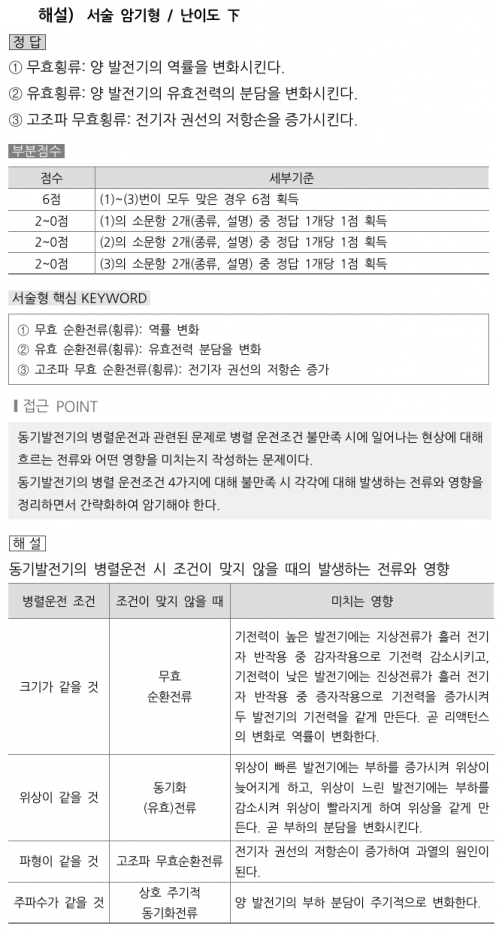 해설) 서술 암기형 / 난이도 下
정 답
① 무효횡류: 양 발전기의 역률을 변화시킨다.
② 유효횡류: 양 발전기의 유효전력의 분담을 변화시킨다.
③ 고조파 무효횡류: 전기자 권선의 저항손을 증가시킨다.
부분점수
점수 세부기준
6점 (1)~(3)번이 모두 맞은 경우 6점 획득
2~0점 (1)의 소문항 2개(종류, 설명) 중 정답 1개당 1점 획득
2~0점 (2)의 소문항 2개(종류, 설명) 중 정답 1개당 1점 획득
2~0점 (3)의 소문항 2개(종류, 설명) 중 정답 1개당 1점 획득
서술형 핵심 KEYWORD
① 무효 순환전류(횡류): 역률 변화
② 유효 순환전류(횡류): 유효전력 분담을 변화
③ 고조파 무효 순환전류(횡류): 전기자 권선의 저항손 증가
접근 POINT
동기발전기의 병렬운전과 관련된 문제로 병렬 운전조건 불만족 시에 일어나는 현상에 대해
흐르는 전류와 어떤 영향을 미치는지 작성하는 문제이다.
동기발전기의 병렬 운전조건 4가지에 대해 불만족 시 각각에 대해 발생하는 전류와 영향을
정리하면서 간략화하여 암기해야 한다.
해 설
동기발전기의 병렬운전 시 조건이 맞지 않을 때의 발생하는 전류와 영향
병렬운전 조건 조건이 맞지 않을 때 미치는 영향
크기가 같을 것
무효
순환전류
기전력이 높은 발전기에는 지상전류가 흘러 전기
자 반작용 중 감자작용으로 기전력 감소시키고,
기전력이 낮은 발전기에는 진상전류가 흘러 전기
자 반작용 중 증자작용으로 기전력을 증가시켜
두 발전기의 기전력을 같게 만든다. 곧 리액턴스
의 변화로 역률이 변화한다.
위상이 같을 것
동기화
(유효)전류
위상이 빠른 발전기에는 부하를 증가시켜 위상이
늦어지게 하고, 위상이 느린 발전기에는 부하를
감소시켜 위상이 빨라지게 하여 위상을 같게 만
든다. 곧 부하의 분담을 변화시킨다.
파형이 같을 것 고조파 무효순환전류
전기자 권선의 저항손이 증가하여 과열의 원인이
된다.
주파수가 같을 것
상호 주기적
동기화전류
양 발전기의 부하 분담이 주기적으로 변화한다.